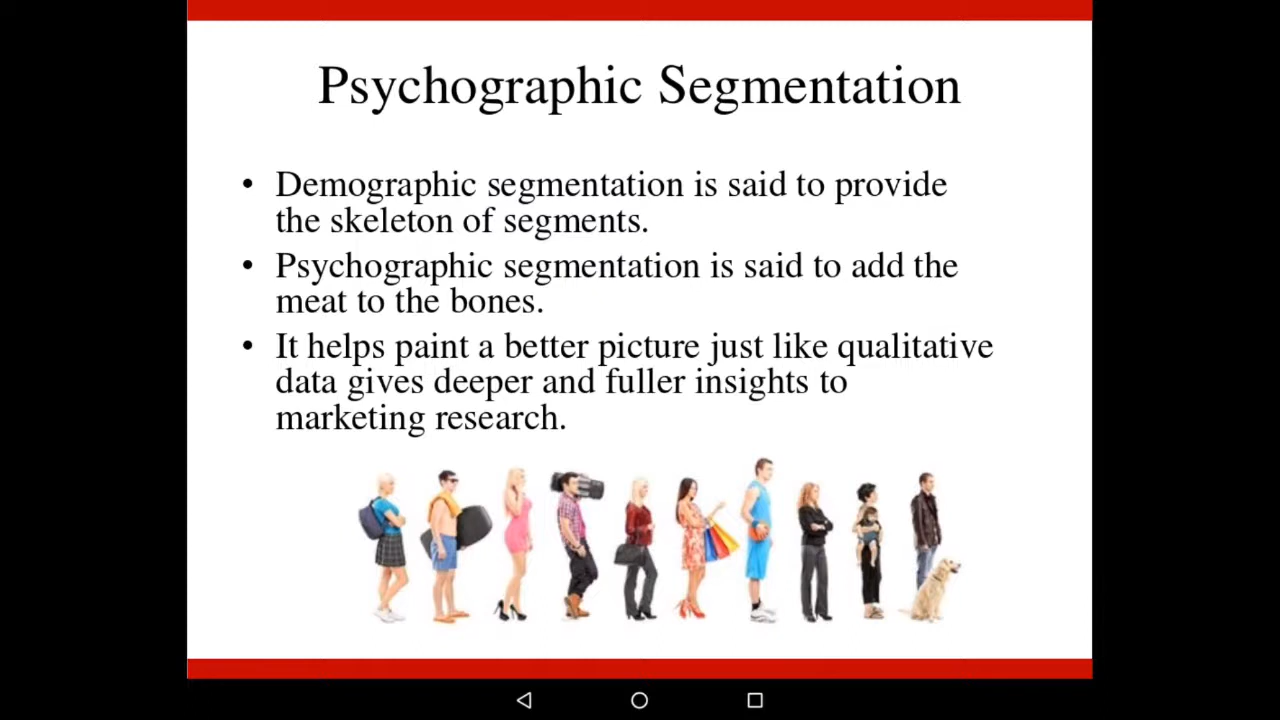 Psychographic Segmentation
• Demographic segmentation is said to provide
the skeleton of segments.
• Psychographic segmentation is said to add the
meat to the bones.
• It helps paint a better picture just like qualitative
data gives deeper and fuller insights to
marketing research.